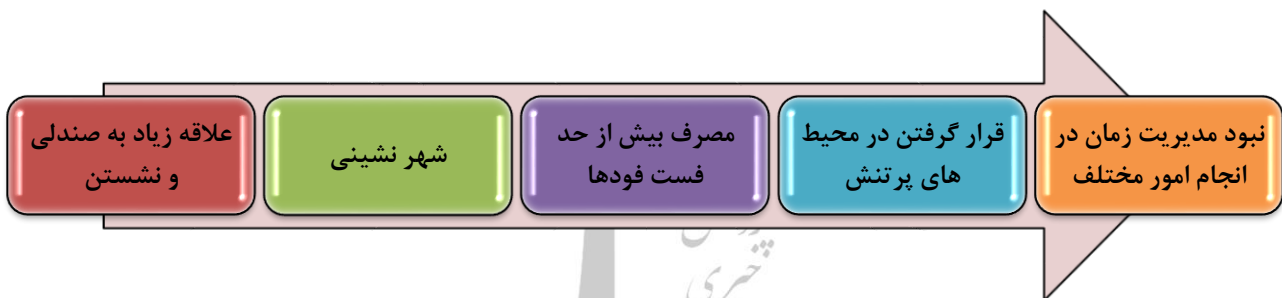 علاقه زیاد به صندلی
و نشستن
شهر نشینی
مصرف بیش از حد
فست فودها
قرار گرفتن در محیط
های پرتنش
نبود مدیریت زمان در
انجام امور مختلف
خبری